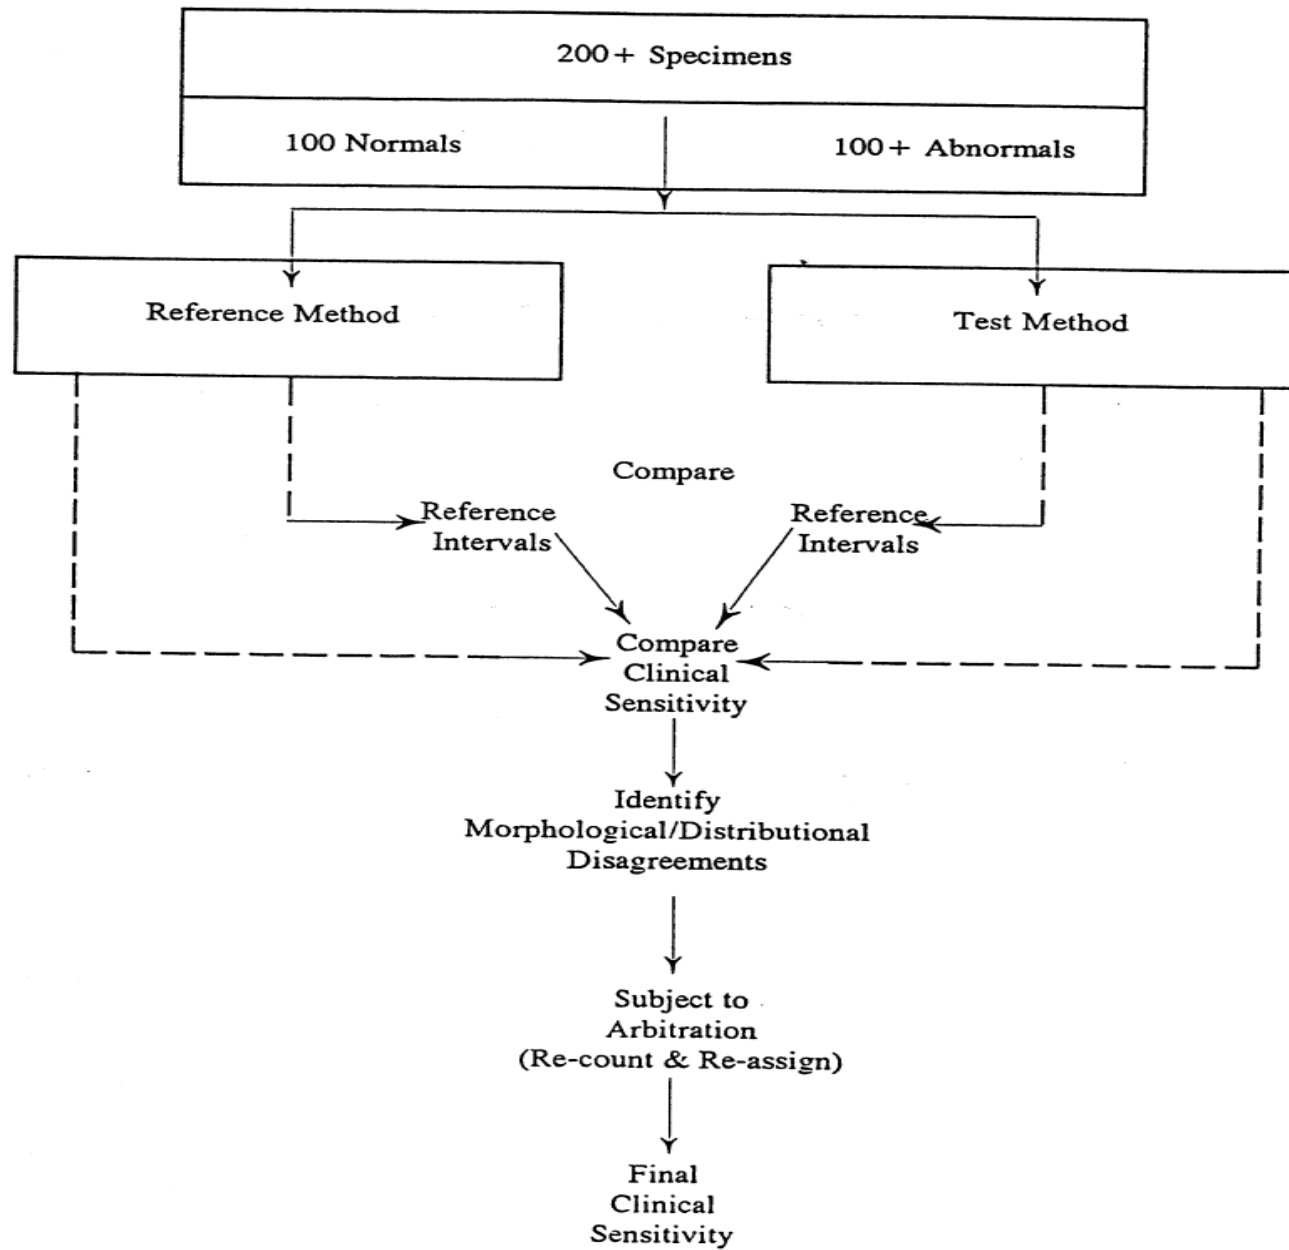 200+ Specimens
100 Normals
100+ Abnormals
Reference Method
Test Method
Compare
Reference
Intervals
Reference
Intervals
Compare
Clinical
Sensitivity
Identify
Morphological/Distributional
Disagreements
Subject to
Arbitration
(Re-count & Re-assign)
Final
Clinical
Sensitivity